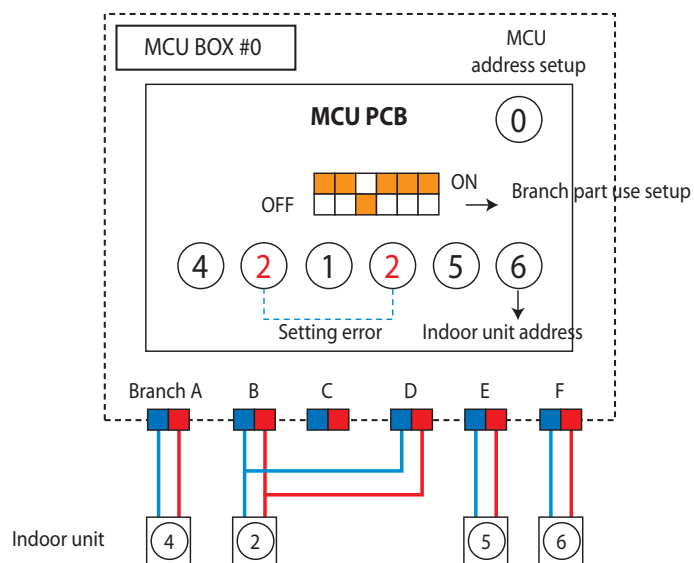 MCU BOX #0
MCU
address setup
MCU PCB
0
ON
OFF
Branch part use setup
4 2 1 2 5 6
Setting error
Indoor unit address
Branch A B C D E F
Indoor unit
4 2 5 6